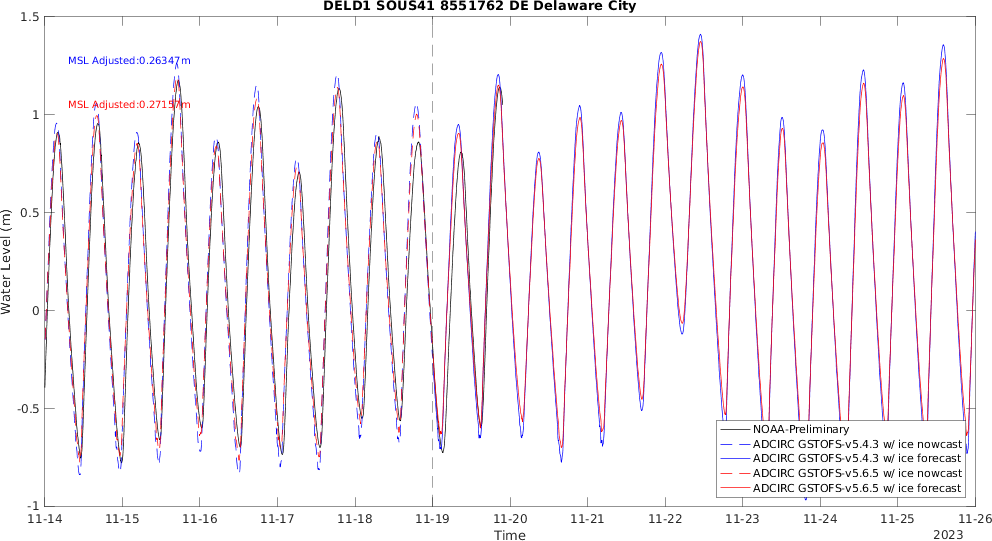 DELD1 SOUS41 8551762 DE Delaware City
1.5
1
0.5
0
-0.5
-1
Water Level (m)
MSL Adjusted:0.26347m
MSL Adjusted:0.27157m
NOAA-Preliminary
ADCIRC GSTOFS-v5.4.3 w/ ice nowcast
ADCIRC GSTOFS-v5.4.3 w/ ice forecast
ADCIRC GSTOFS-v5.6.5 w/ ice nowcast
ADCIRC GSTOFS-v5.6.5 w/ ice forecast
11-14 11-15 11-16 11-17 11-18 11-19 11-20 11-21 11-22 11-23 11-24 11-25 11-26
Time
2023